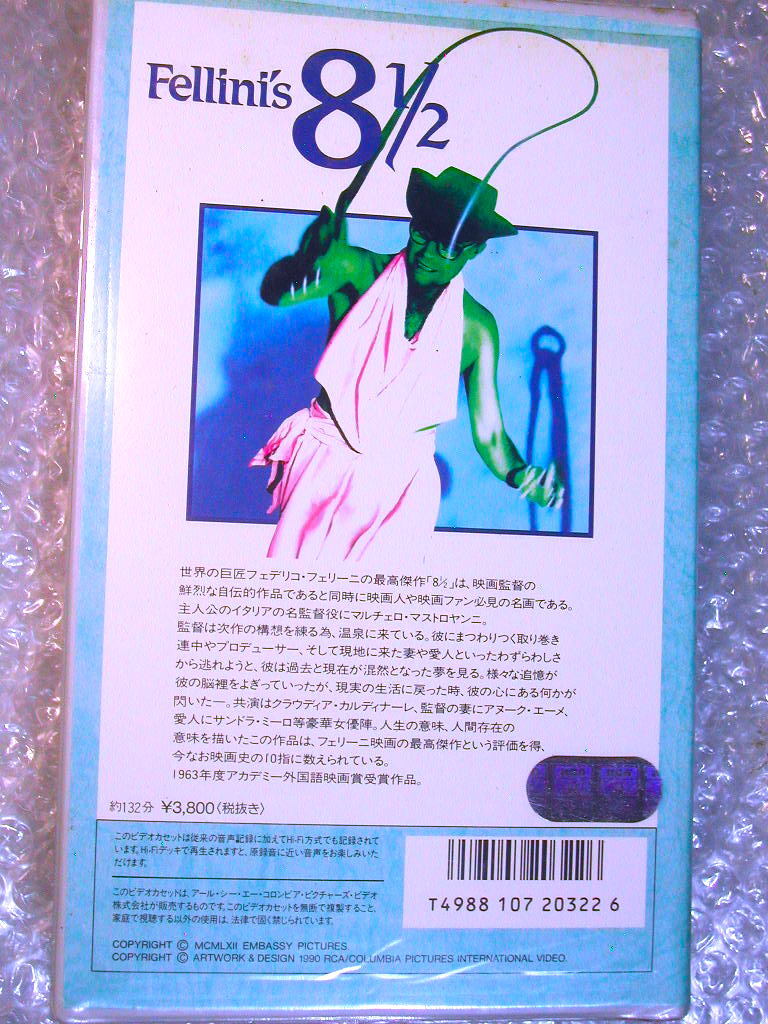 Fellini's 8 1/2
世界の巨匠フェデリコ・フェリーニの最高傑作「8½」は、映画監督の
鮮烈な自伝的作品であると同時に映画人や映画ファン必見の名画である。
主人公のイタリアの名監督役にマルチェロ・マストロヤンニ。
監督は次作の構想を練る為、温泉に来ている。彼にまつわりつく取り巻き
連中やプロデューサー、そして現地に来た妻や愛人といったわずらわしさ
から逃れようと、彼は過去と現在が混然となった夢を見る。様々な追憶が
彼の脳裡をよぎっていったが、現実の生活に戻った時、彼の心にある何かが
閃いた―。共演はクラウディア・カルディナーレ、監督の妻にアヌーク・エーメ、
愛人にサンドラ・ミーロ等豪華女優陣。人生の意味、人間存在の
意味を描いたこの作品は、フェリーニ映画の最高傑作という評価を得、
今なお映画史の10指に数えられている。
1963年度アカデミー外国語映画賞受賞作品。
約132分 ¥3,800〈税抜き〉
このビデオカセットは従来の音声記録に加えてHi-Fi方式でも記録されて
います。Hi-Fiデッキで再生されますと、原録音に近い音声をお楽しみいた
だけます。
このビデオカセットは、アール・シー・エー・コロンビア・ピクチャーズ・ビデオ
株式会社が販売するものです。このビデオカセットを無断で複製すること、
家庭で視聴する以外の使用は、法律で固く禁じられています。
T4988 107 20322 6
COPYRIGHT © MCMLXII EMBASSY PICTURES.
COPYRIGHT © ARTWORK & DESIGN 1990 RCA/COLUMBIA PICTURES INTERNATIONAL VIDEO.